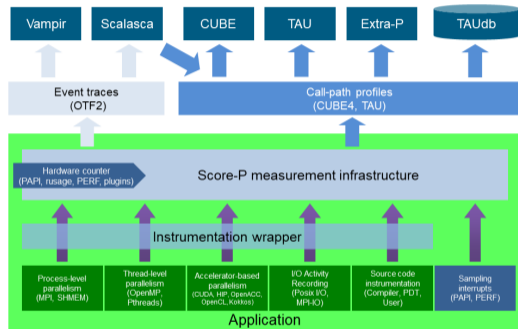 Vampir
Scalasca
CUBE
TAU
Extra-P
TAUdb
Event traces
(OTF2)
Call-path profiles
(CUBE4, TAU)
Hardware counter
(PAPI, rusage, PERF, plugins)
Score-P measurement infrastructure
Instrumentation wrapper
Process-level
parallelism
(MPI, SHMEM)
Thread-level
parallelism
(OpenMP,
Pthreads)
Accelerator-based
parallelism
(CUDA, HIP, OpenACC,
OpenCL,Kokkos)
I/O Activity
Recording
(Posix I/O,
MPI-IO)
Source code
instrumentation
(Compiler, PDT,
User)
Sampling
interrupts
(PAPI, PERF)
Application